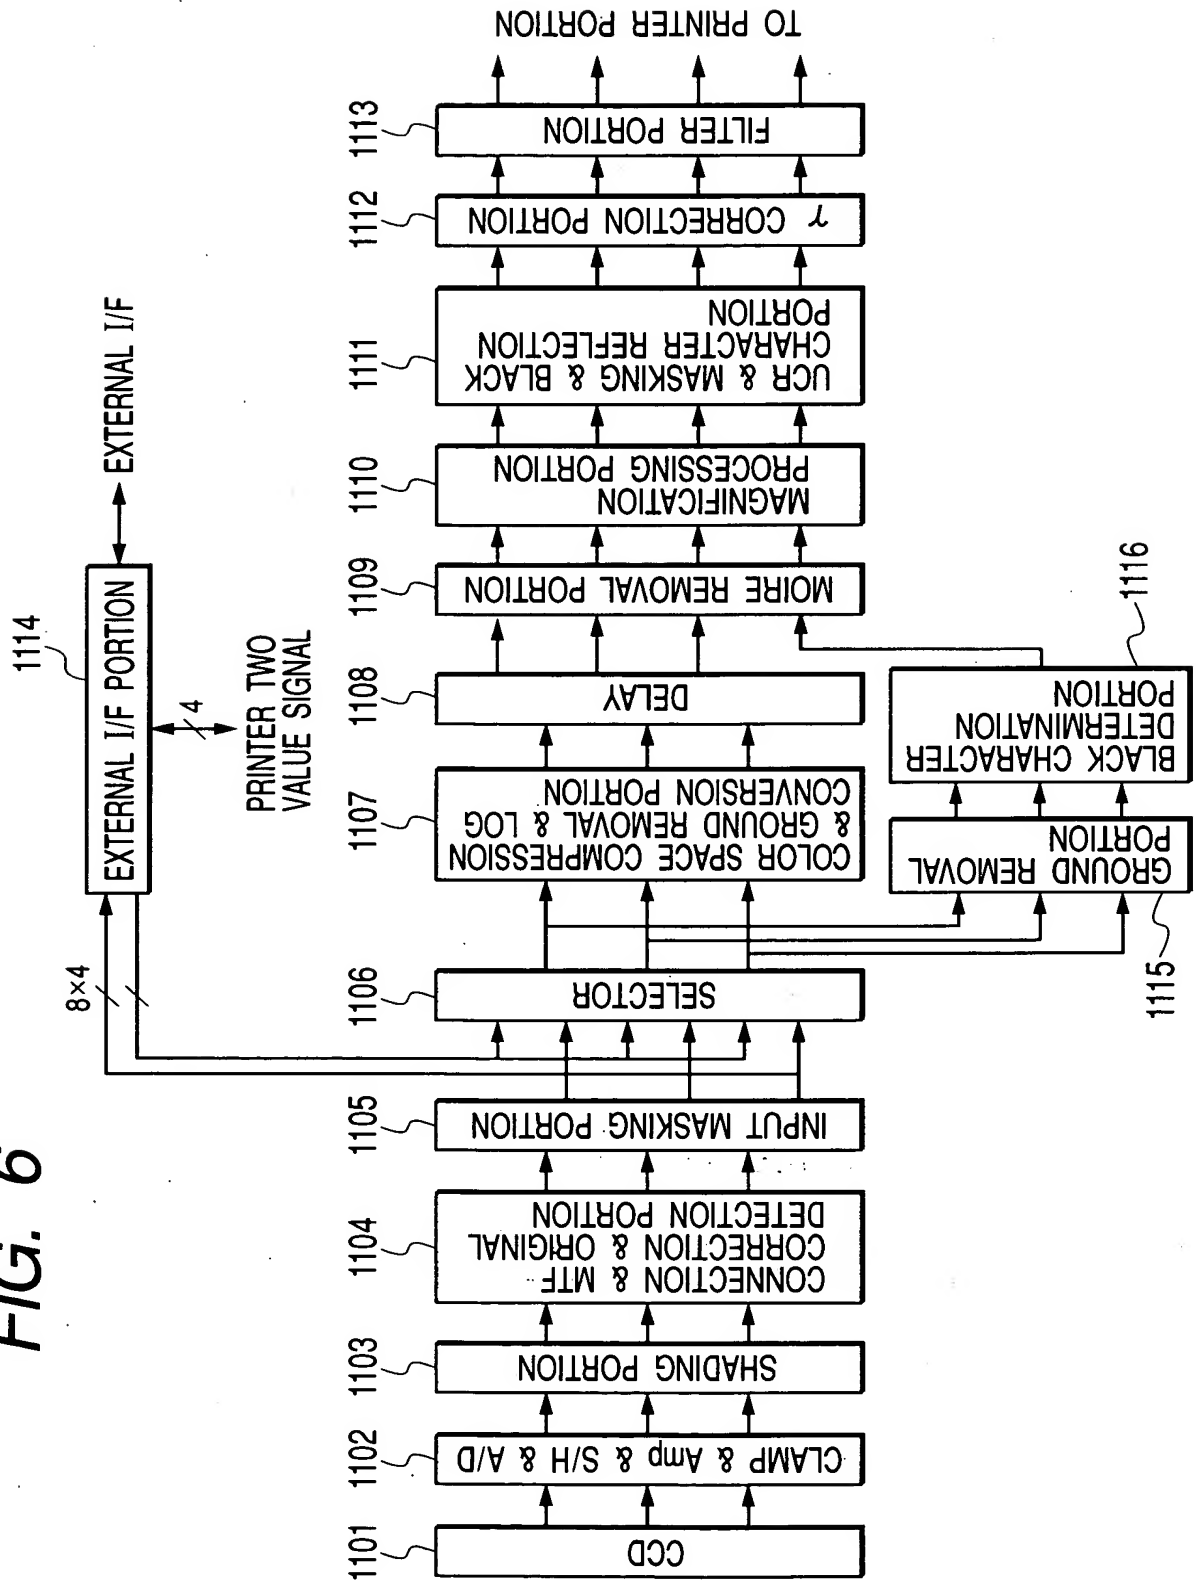 FIG. 6
1114
EXTERNAL I/F PORTION
EXTERNAL I/F
8×4
4
PRINTER TWO
VALUE SIGNAL
1101
CCD
1102
CLAMP & Amp & S/H & A/D
1103
SHADING PORTION
1104
CONNECTION & MTF
CORRECTION & ORIGINAL
DETECTION PORTION
1105
INPUT MASKING PORTION
1106
SELECTOR
1107
COLOR SPACE COMPRESSION
& GROUND REMOVAL & LOG
CONVERSION PORTION
1108
DELAY
1109
MOIRE REMOVAL PORTION
1110
MAGNIFICATION
PROCESSING PORTION
1111
UCR & MASKING & BLACK
CHARACTER REFLECTION
PORTION
1112
γ CORRECTION PORTION
1113
FILTER PORTION
TO PRINTER PORTION
1115
GROUND REMOVAL
PORTION
1116
BLACK CHARACTER
DETERMINATION
PORTION